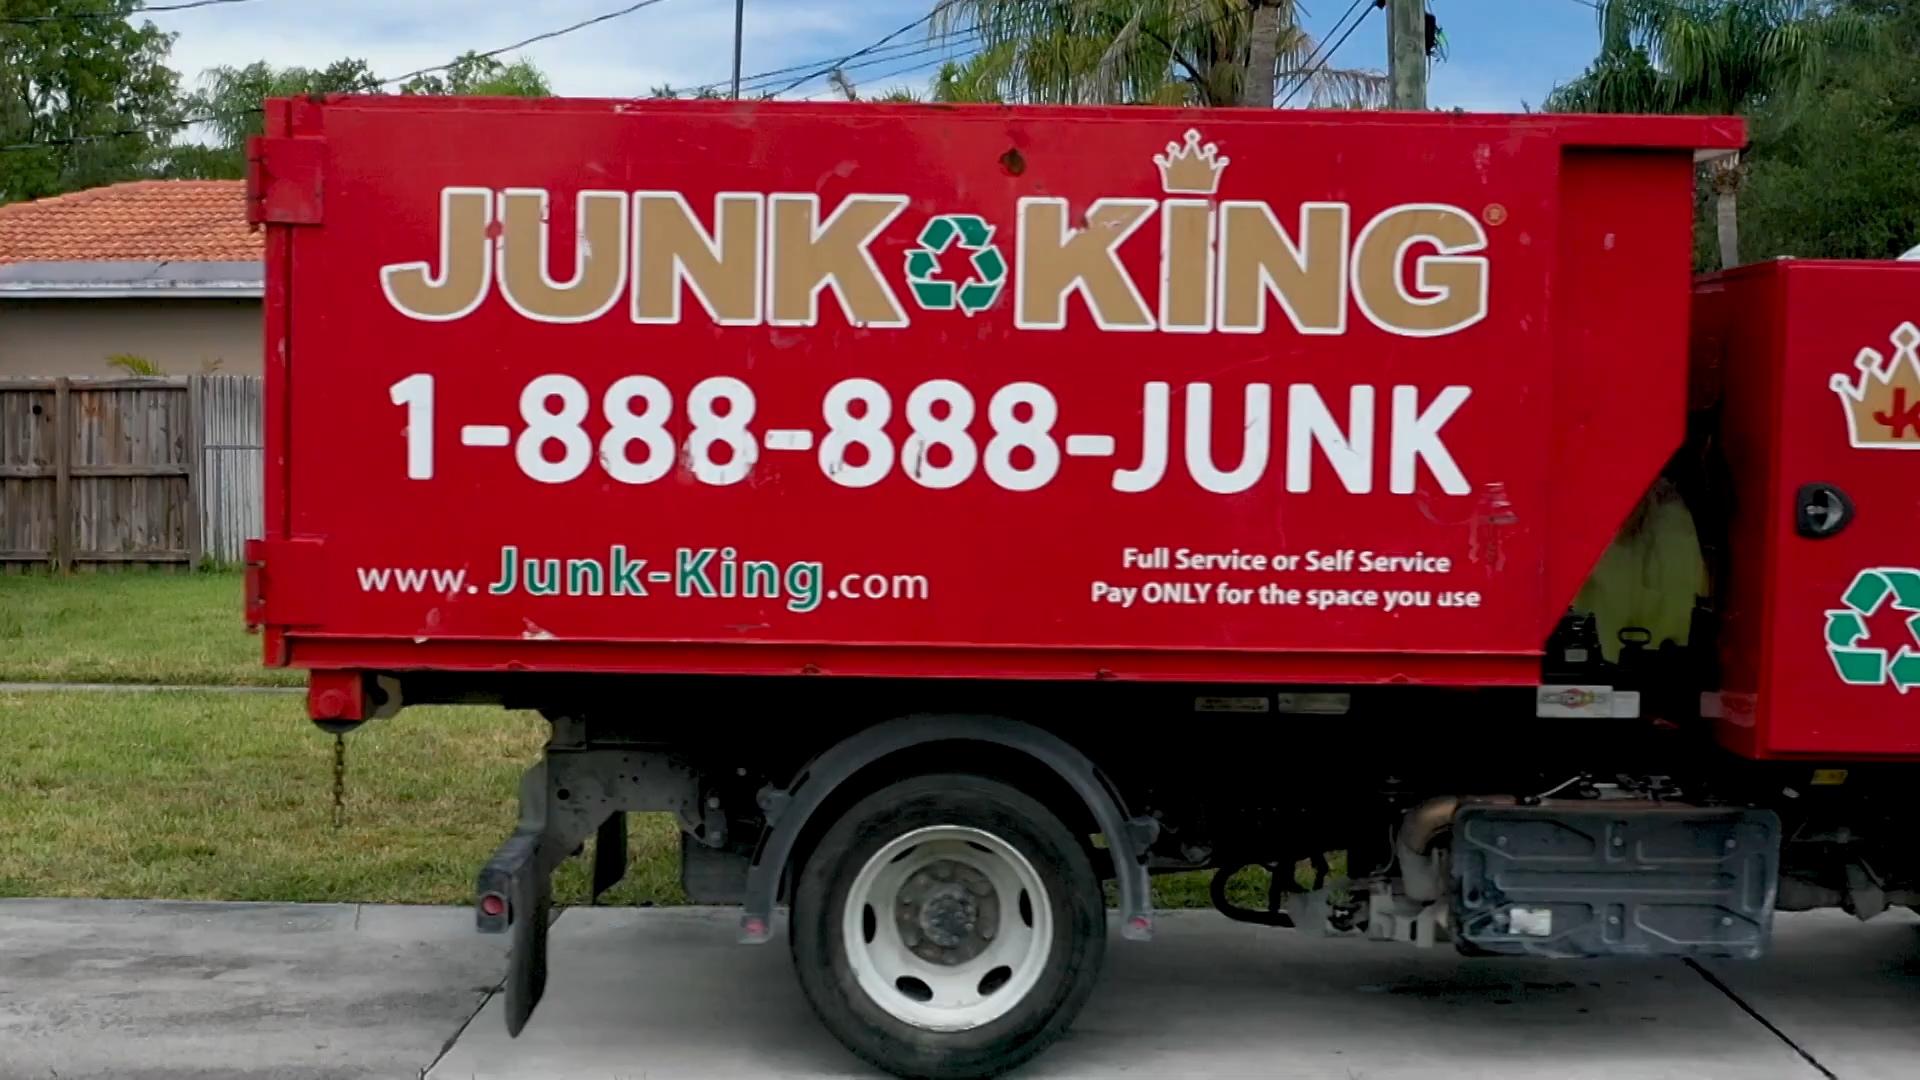 JUNK KING®
1-888-888-JUNK
www.Junk-King.com
Full Service or Self Service
Pay ONLY for the space you use
JK